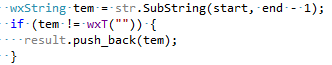 wxString tem = str.SubString(start, end - 1);
if (tem != wxT("")) {
result.push_back(tem);
}